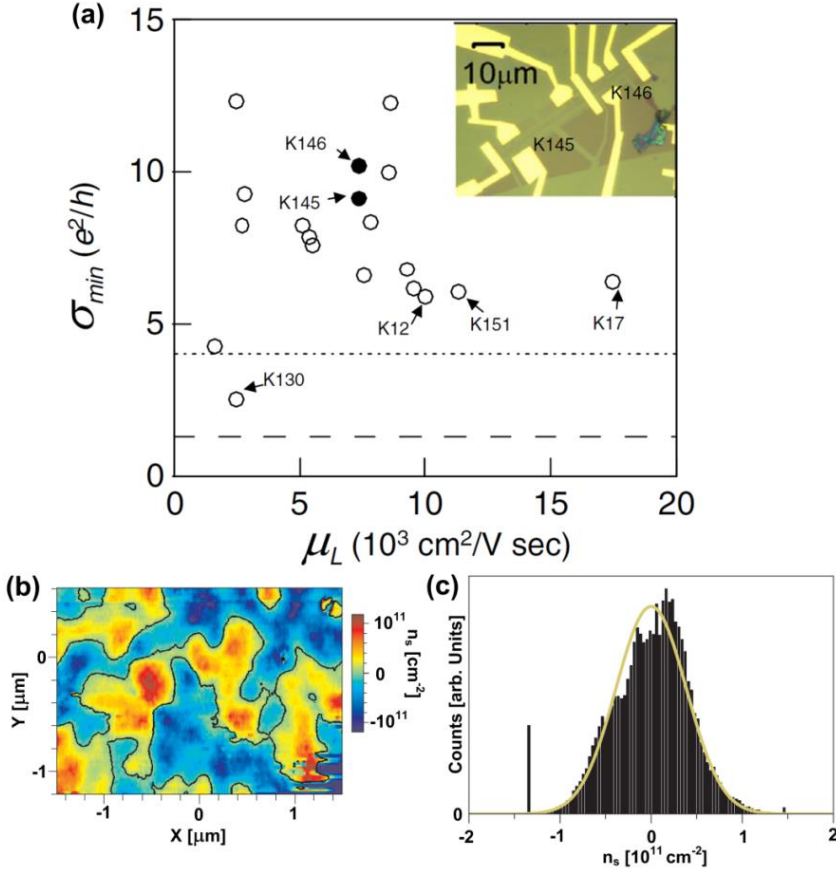 (a)
15
10
5
0
σmin (e²/h)
0 5 10 15 20
μL (10³ cm²/V sec)
K146
K145
K12
K151
K17
K130
10μm
K146
K145
(b)
0
-1
Y [μm]
-1 0 1
X [μm]
10¹¹
0
-10¹¹
ns [cm⁻²]
(c)
Counts [arb. Units]
0
-2 -1 0 1 2
ns [10¹¹ cm⁻²]